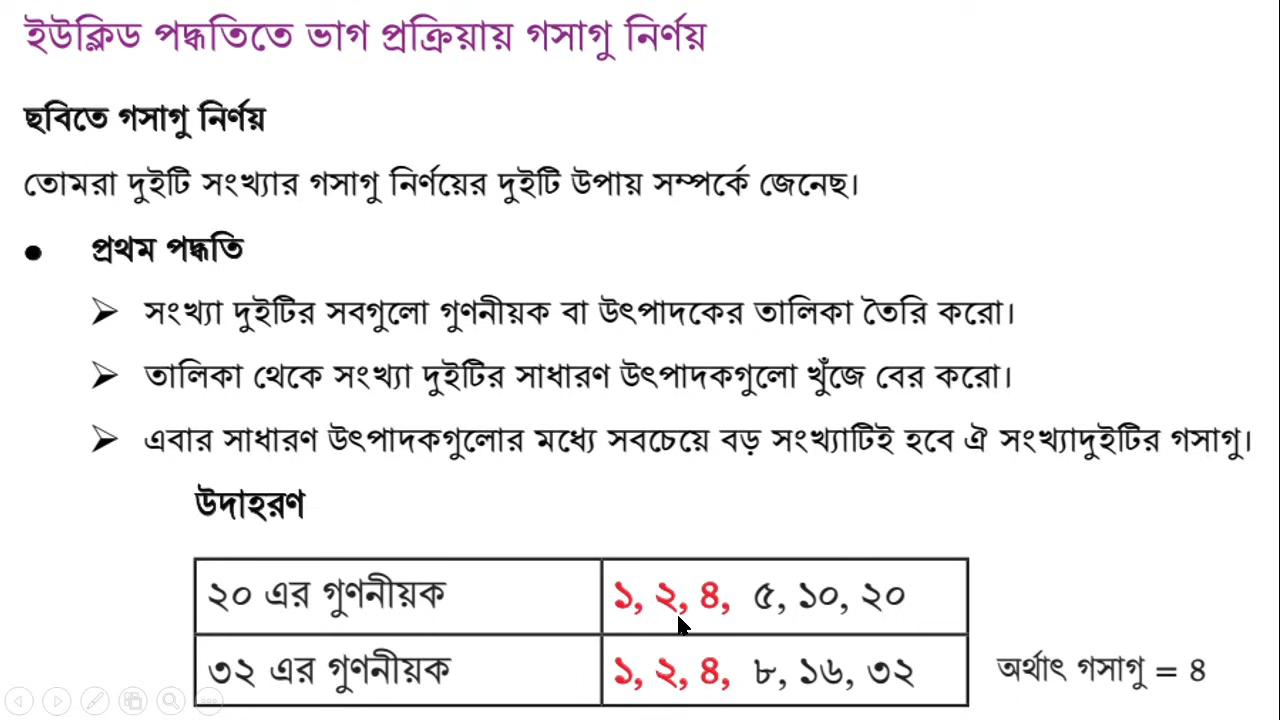 ইউক্লিড পদ্ধতিতে ভাগ প্রক্রিয়ায় গসাগু নির্ণয়
ছবিতে গসাগু নির্ণয়
তোমরা দুইটি সংখ্যার গসাগু নির্ণয়ের দুইটি উপায় সম্পর্কে জেনেছ।
● প্রথম পদ্ধতি
➢ সংখ্যা দুইটির সবগুলো গুণনীয়ক বা উৎপাদকের তালিকা তৈরি করো।
➢ তালিকা থেকে সংখ্যা দুইটির সাধারণ উৎপাদকগুলো খুঁজে বের করো।
➢ এবার সাধারণ উৎপাদকগুলোর মধ্যে সবচেয়ে বড় সংখ্যাটিই হবে ঐ সংখ্যাদুইটির গসাগু।
উদাহরণ
২০ এর গুণনীয়ক ১, ২, ৪, ৫, ১০, ২০
৩২ এর গুণনীয়ক ১, ২, ৪, ৮, ১৬, ৩২ অর্থাৎ গসাগু = ৪